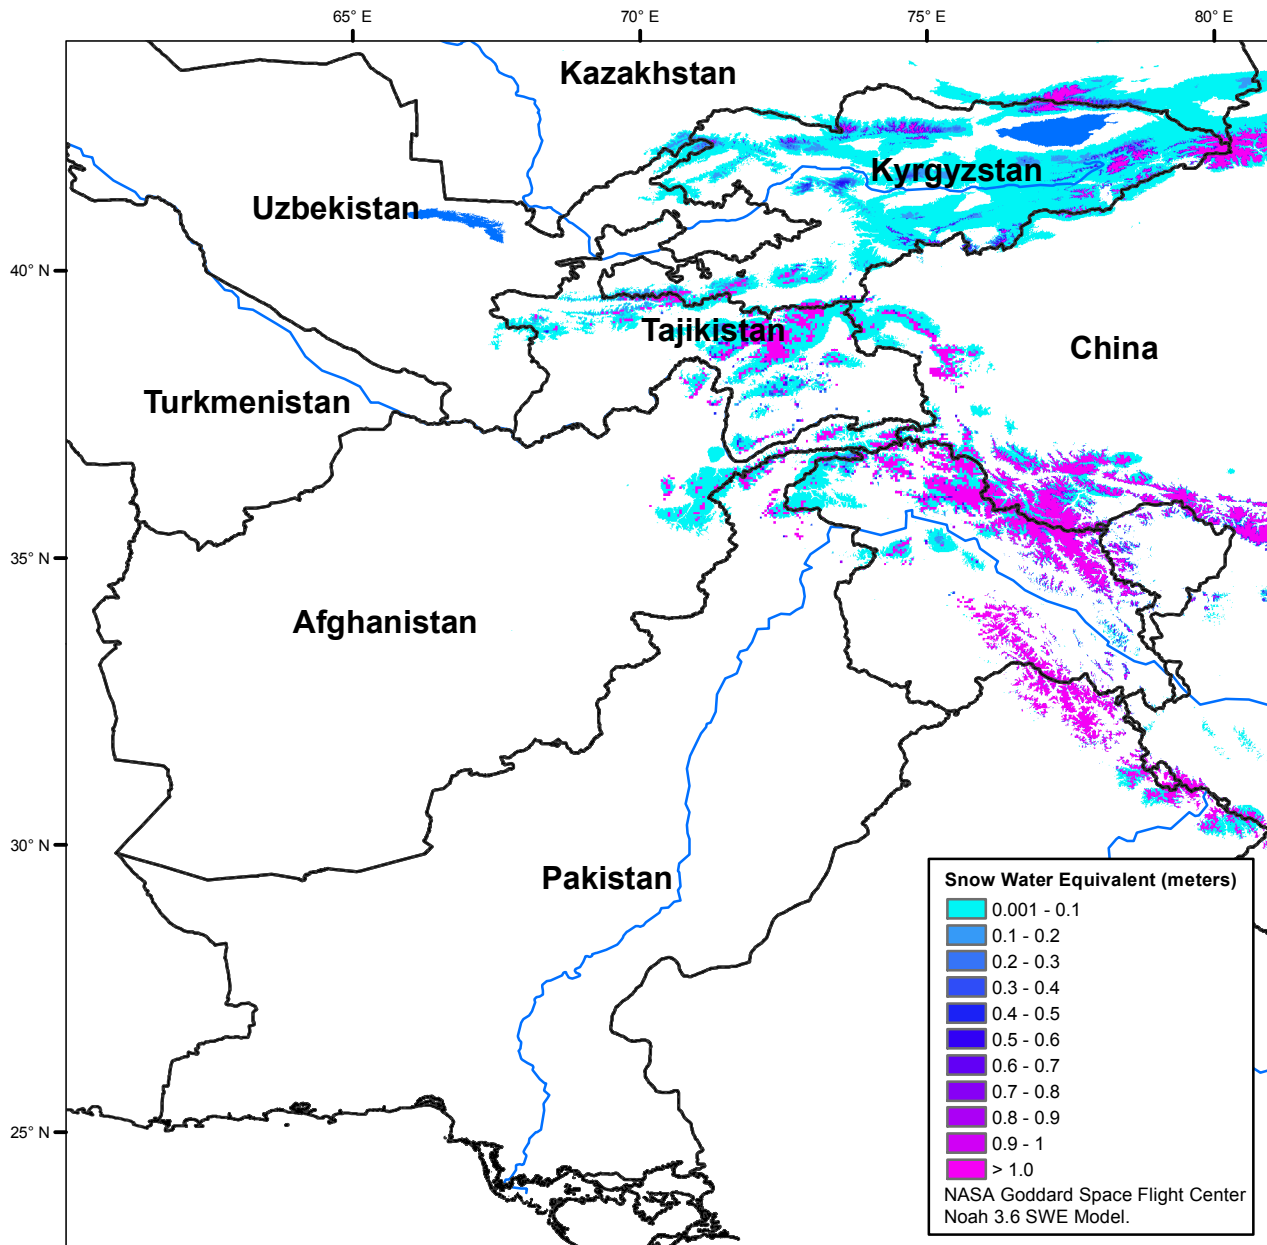 65° E
70° E
75° E
80° E
Kazakhstan
Kyrgyzstan
Uzbekistan
40° N
Tajikistan
China
Turkmenistan
35° N
Afghanistan
30° N
Pakistan
25° N
Snow Water Equivalent (meters)
0.001 - 0.1
0.1 - 0.2
0.2 - 0.3
0.3 - 0.4
0.4 - 0.5
0.5 - 0.6
0.6 - 0.7
0.7 - 0.8
0.8 - 0.9
0.9 - 1
> 1.0
NASA Goddard Space Flight Center
Noah 3.6 SWE Model.